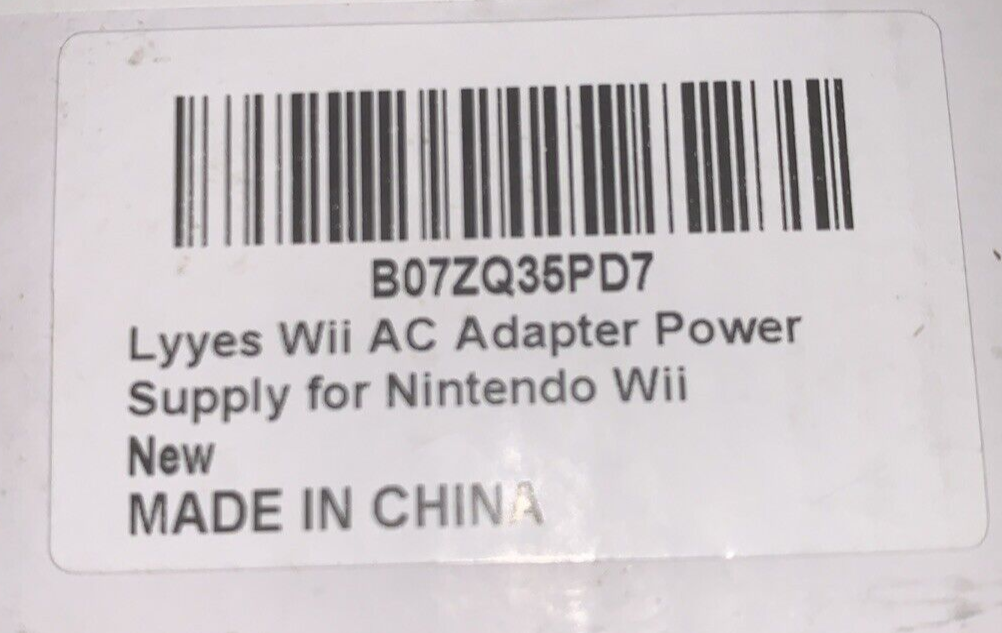 B07ZQ35PD7
Lyyes Wii AC Adapter Power
Supply for Nintendo Wii
New
MADE IN CHINA